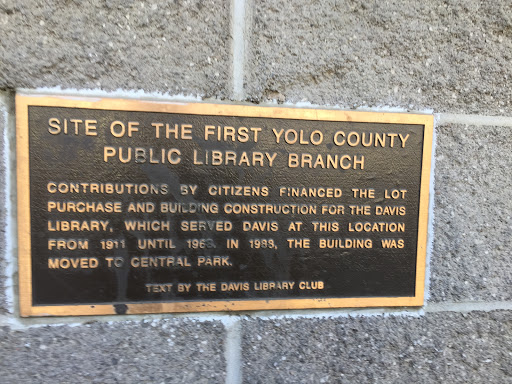 SITE OF THE FIRST YOLO COUNTY
PUBLIC LIBRARY BRANCH
CONTRIBUTIONS BY CITIZENS FINANCED THE LOT
PURCHASE AND BUILDING CONSTRUCTION FOR THE DAVIS
LIBRARY, WHICH SERVED DAVIS AT THIS LOCATION
FROM 1911 UNTIL IN 1983, THE BUILDING WAS
MOVED TO CENTRAL PARK.
TEXT BY THE DAVIS LIBRARY CLUB